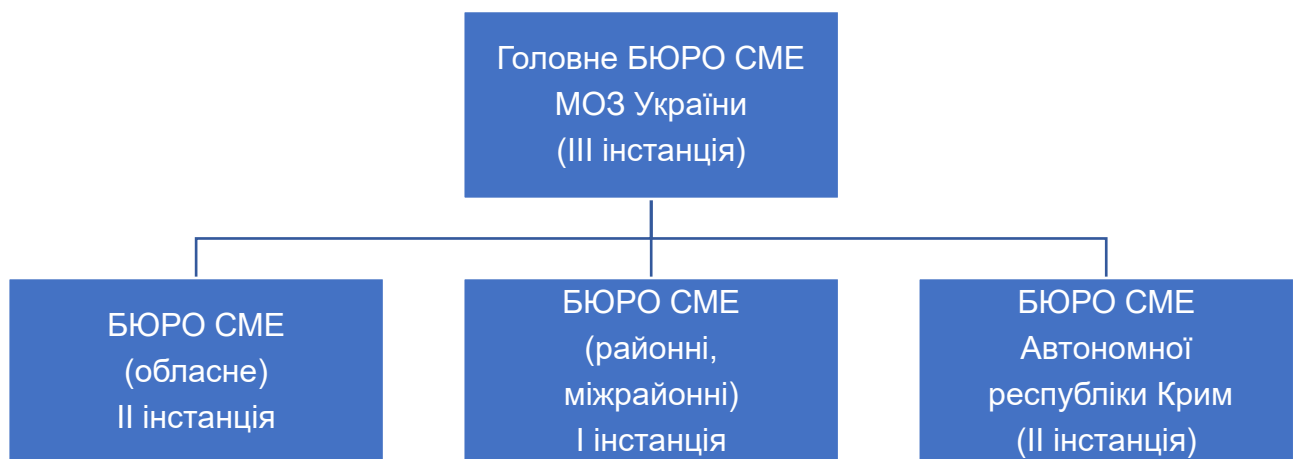 Головне БЮРО СМЕ
МОЗ України
(ІІІ інстанція)
БЮРО СМЕ
(обласне)
ІІ інстанція
БЮРО СМЕ
(районні,
міжрайонні)
І інстанція
БЮРО СМЕ
Автономної
республіки Крим
(ІІ інстанція)